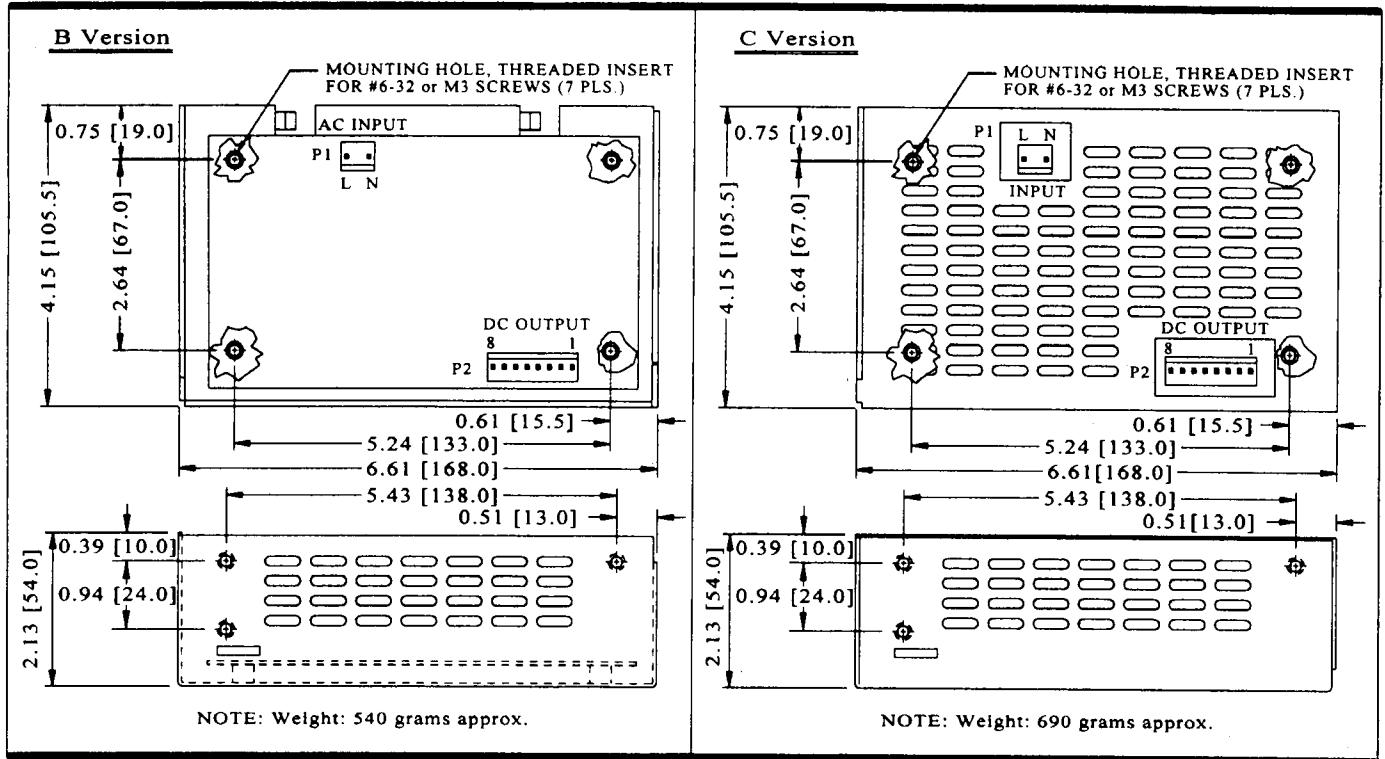 B Version
MOUNTING HOLE, THREADED INSERT
FOR #6-32 or M3 SCREWS (7 PLS.)
0.75 [19.0]
AC INPUT
P1
L N
4.15 [105.5]
2.64 [67.0]
DC OUTPUT
8 1
P2
0.61 [15.5]
5.24 [133.0]
6.61 [168.0]
5.43 [138.0]
0.51 [13.0]
0.39 [10.0]
0.94 [24.0]
2.13 [54.0]
NOTE: Weight: 540 grams approx.
C Version
MOUNTING HOLE, THREADED INSERT
FOR #6-32 or M3 SCREWS (7 PLS.)
0.75 [19.0]
P1
L N
INPUT
4.15 [105.5]
2.64 [67.0]
DC OUTPUT
8 1
P2
0.61 [15.5]
5.24 [133.0]
6.61[168.0]
5.43 [138.0]
0.51[13.0]
0.39 [10.0]
0.94 [24.0]
2.13 [54.0]
NOTE: Weight: 690 grams approx.